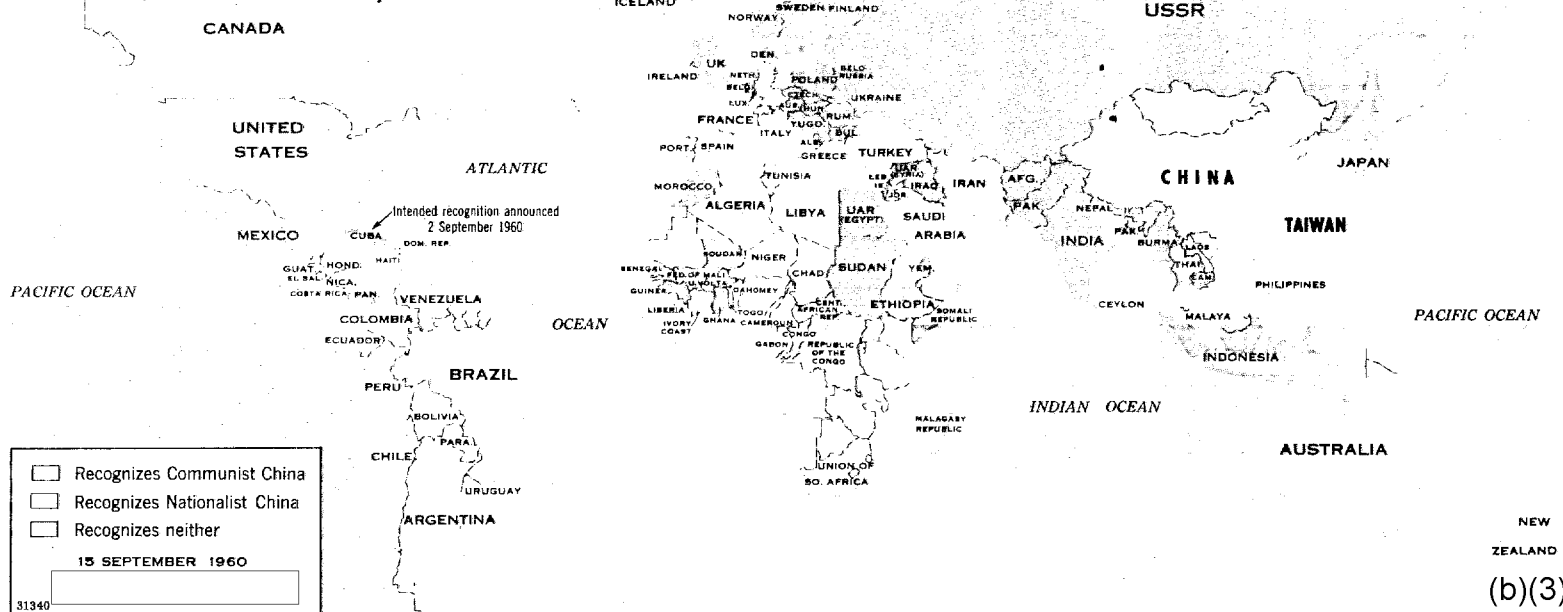 ICELAND
SWEDEN FINLAND
NORWAY
USSR
CANADA
DEN.
UK
IRELAND
NETH.
BELG.
LUX.
POLAND
BELO-
RUSSIA
CZECH.
UKRAINE
AUS.
HUN.
RUM.
FRANCE
ITALY
YUGO.
BUL.
ALB.
GREECE
PORT.
SPAIN
TURKEY
UNITED
STATES
ATLANTIC
JAPAN
CHINA
TUNISIA
MOROCCO
LEB.
UAR
(SYRIA)
IRAQ
JOR.
IRAN
AFG.
PAK.
ALGERIA
LIBYA
UAR
(EGYPT)
SAUDI
ARABIA
NEPAL
INDIA
PAK.
BURMA
LAOS
THAI.
CAM.
TAIWAN
Intended recognition announced
2 September 1960
MEXICO
CUBA
DOM. REP.
HAITI
GUAT.
HOND.
EL SAL.
NICA.
COSTA RICA
PAN.
PACIFIC OCEAN
VENEZUELA
COLOMBIA
ECUADOR
OCEAN
SENEGAL
SOUDAN
NIGER
FED. OF MALI
U.VOLTA
CHAD
SUDAN
YEM.
GUINEA
DAHOMEY
LIBERIA
IVORY
COAST
GHANA
TOGO
CAMEROUN
CENT.
AFRICAN
REP.
ETHIOPIA
SOMALI
REPUBLIC
CONGO
GABON
REPUBLIC
OF THE
CONGO
CEYLON
PHILIPPINES
MALAYA
PACIFIC OCEAN
INDONESIA
PERU
BRAZIL
BOLIVIA
PARA.
CHILE
URUGUAY
ARGENTINA
MALAGASY
REPUBLIC
INDIAN OCEAN
UNION OF
SO. AFRICA
AUSTRALIA
NEW
ZEALAND
Recognizes Communist China
Recognizes Nationalist China
Recognizes neither
15 SEPTEMBER 1960
31340
(b)(3)